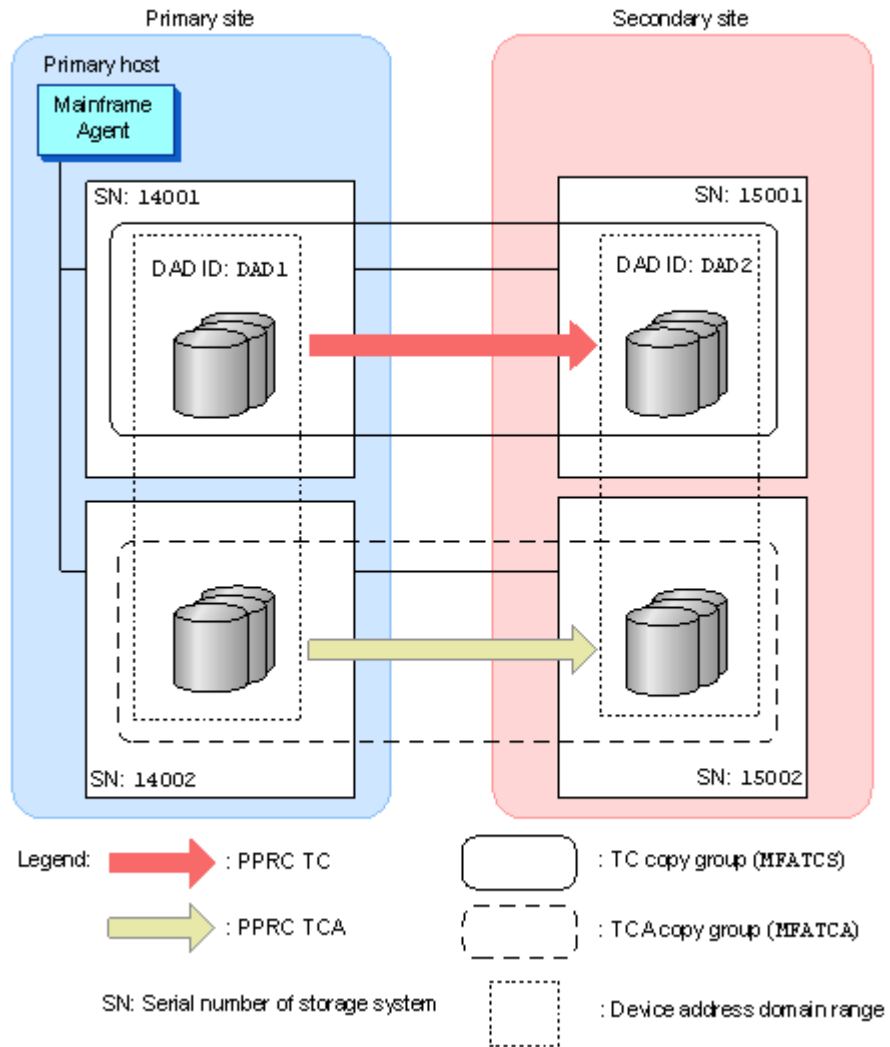 Primary site
Secondary site
Primary host
Mainframe
Agent
SN: 14001
SN: 15001
DAD ID: DAD1
DAD ID: DAD2
SN: 14002
SN: 15002
Legend:
: PPRC TC
: TC copy group (MFATCS)
: PPRC TCA
: TCA copy group (MFATCA)
SN: Serial number of storage system
: Device address domain range